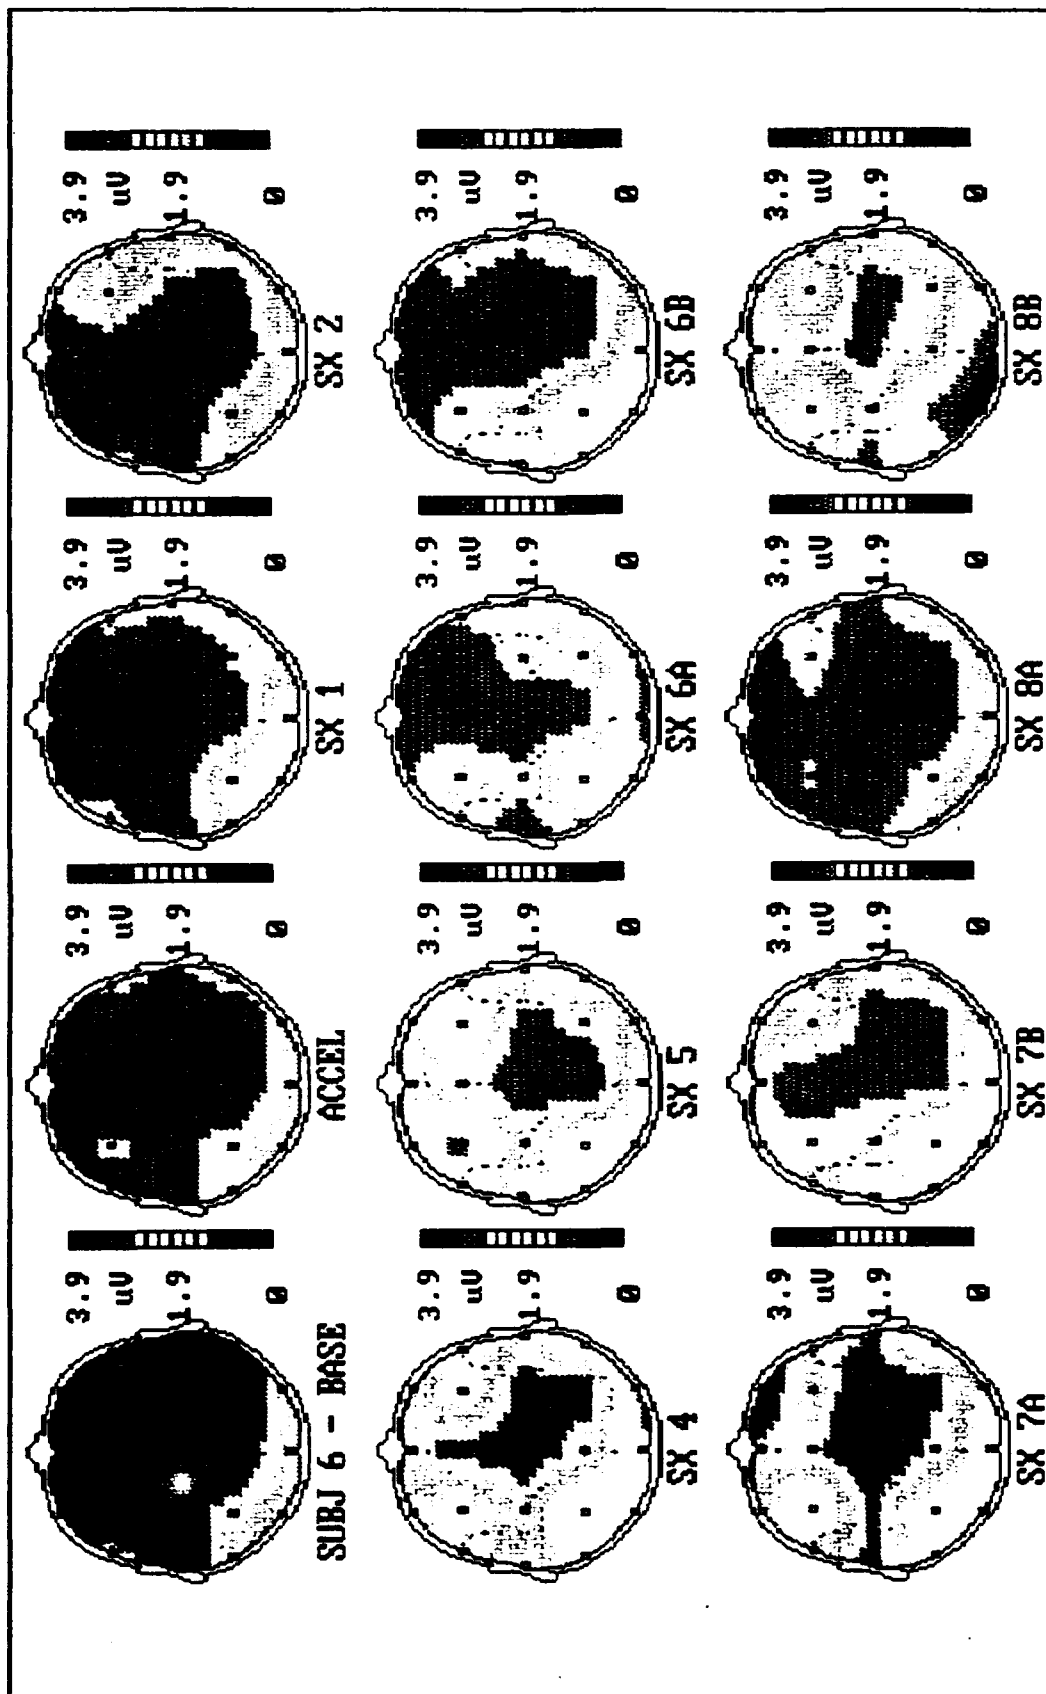 3.9
uV
1.9
0
SUBJ 6 - BASE
3.9
uV
1.9
0
ACCEL
3.9
uV
1.9
0
SX 1
3.9
uV
1.9
0
SX 2
3.9
uV
1.9
0
SX 4
3.9
uV
1.9
0
SX 5
3.9
uV
1.9
0
SX 6A
3.9
uV
1.9
0
SX 6B
3.9
uV
1.9
0
SX 7A
3.9
uV
1.9
0
SX 7B
3.9
uV
1.9
0
SX 8A
3.9
uV
1.9
0
SX 8B